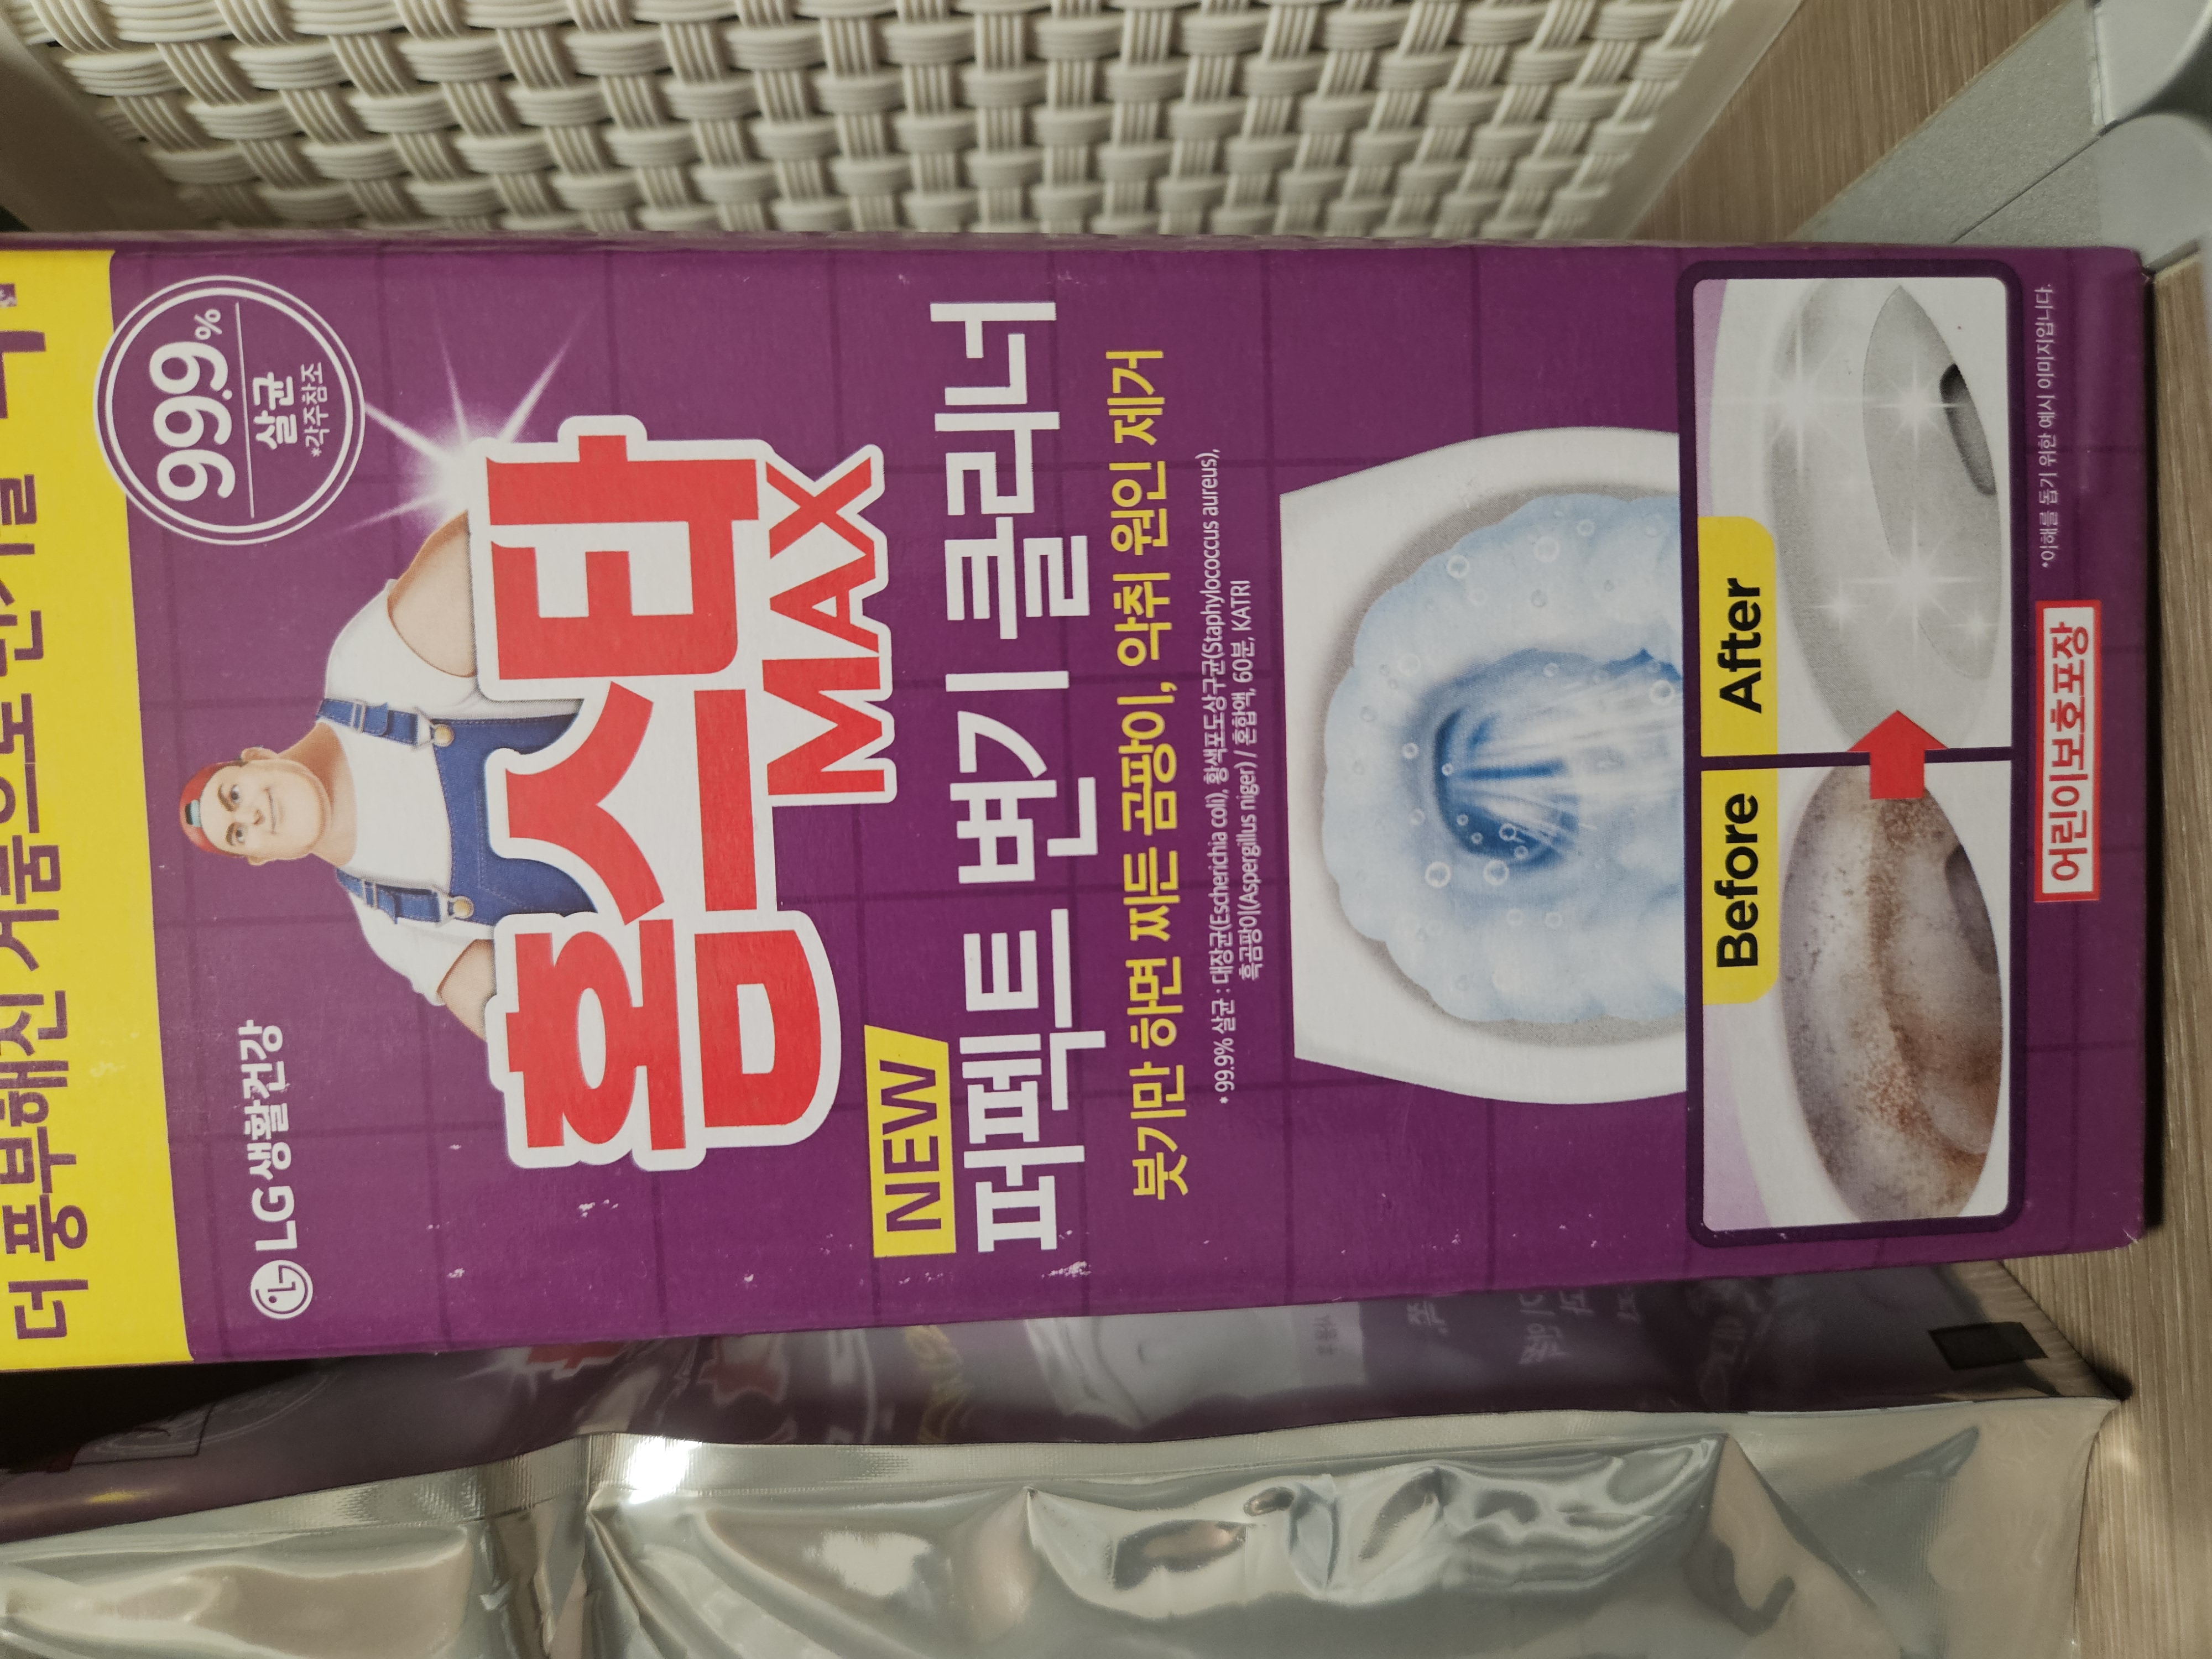 더 풍부해진 거품으로 변기를
LG생활건강
99.9%
살균
*각주참조
홈스타
MAX
NEW
퍼펙트 변기 클리너
붓기만 하면 찌든 곰팡이, 악취 원인 제거
* 99.9% 살균 : 대장균(Escherichia coli), 황색포도상구균(Staphylococcus aureus),
흑곰팡이(Aspergillus niger) / 혼합액, 60분, KATRI
Before After
어린이보호포장
*이해를 돕기 위한 예시 이미지입니다.